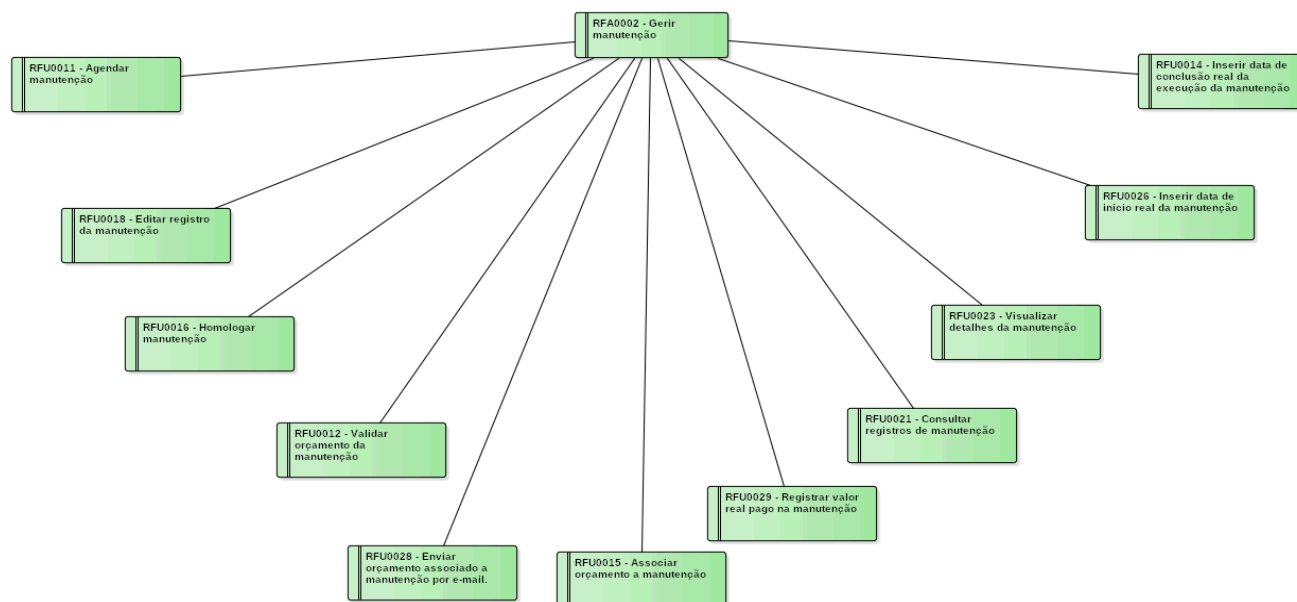 RFA0002 - Gerir
manutenção
RFU0011 - Agendar
manutenção
RFU0014 - Inserir data de
conclusão real da
execução da manutenção
RFU0018 - Editar registro
da manutenção
RFU0026 - Inserir data de
inicio real da manutenção
RFU0016 - Homologar
manutenção
RFU0023 - Visualizar
detalhes da manutenção
RFU0012 - Validar
orçamento da
manutenção
RFU0021 - Consultar
registros de manutenção
RFU0029 - Registrar valor
real pago na manutenção
RFU0028 - Enviar
orçamento associado a
manutenção por e-mail.
RFU0015 - Associar
orçamento a manutenção